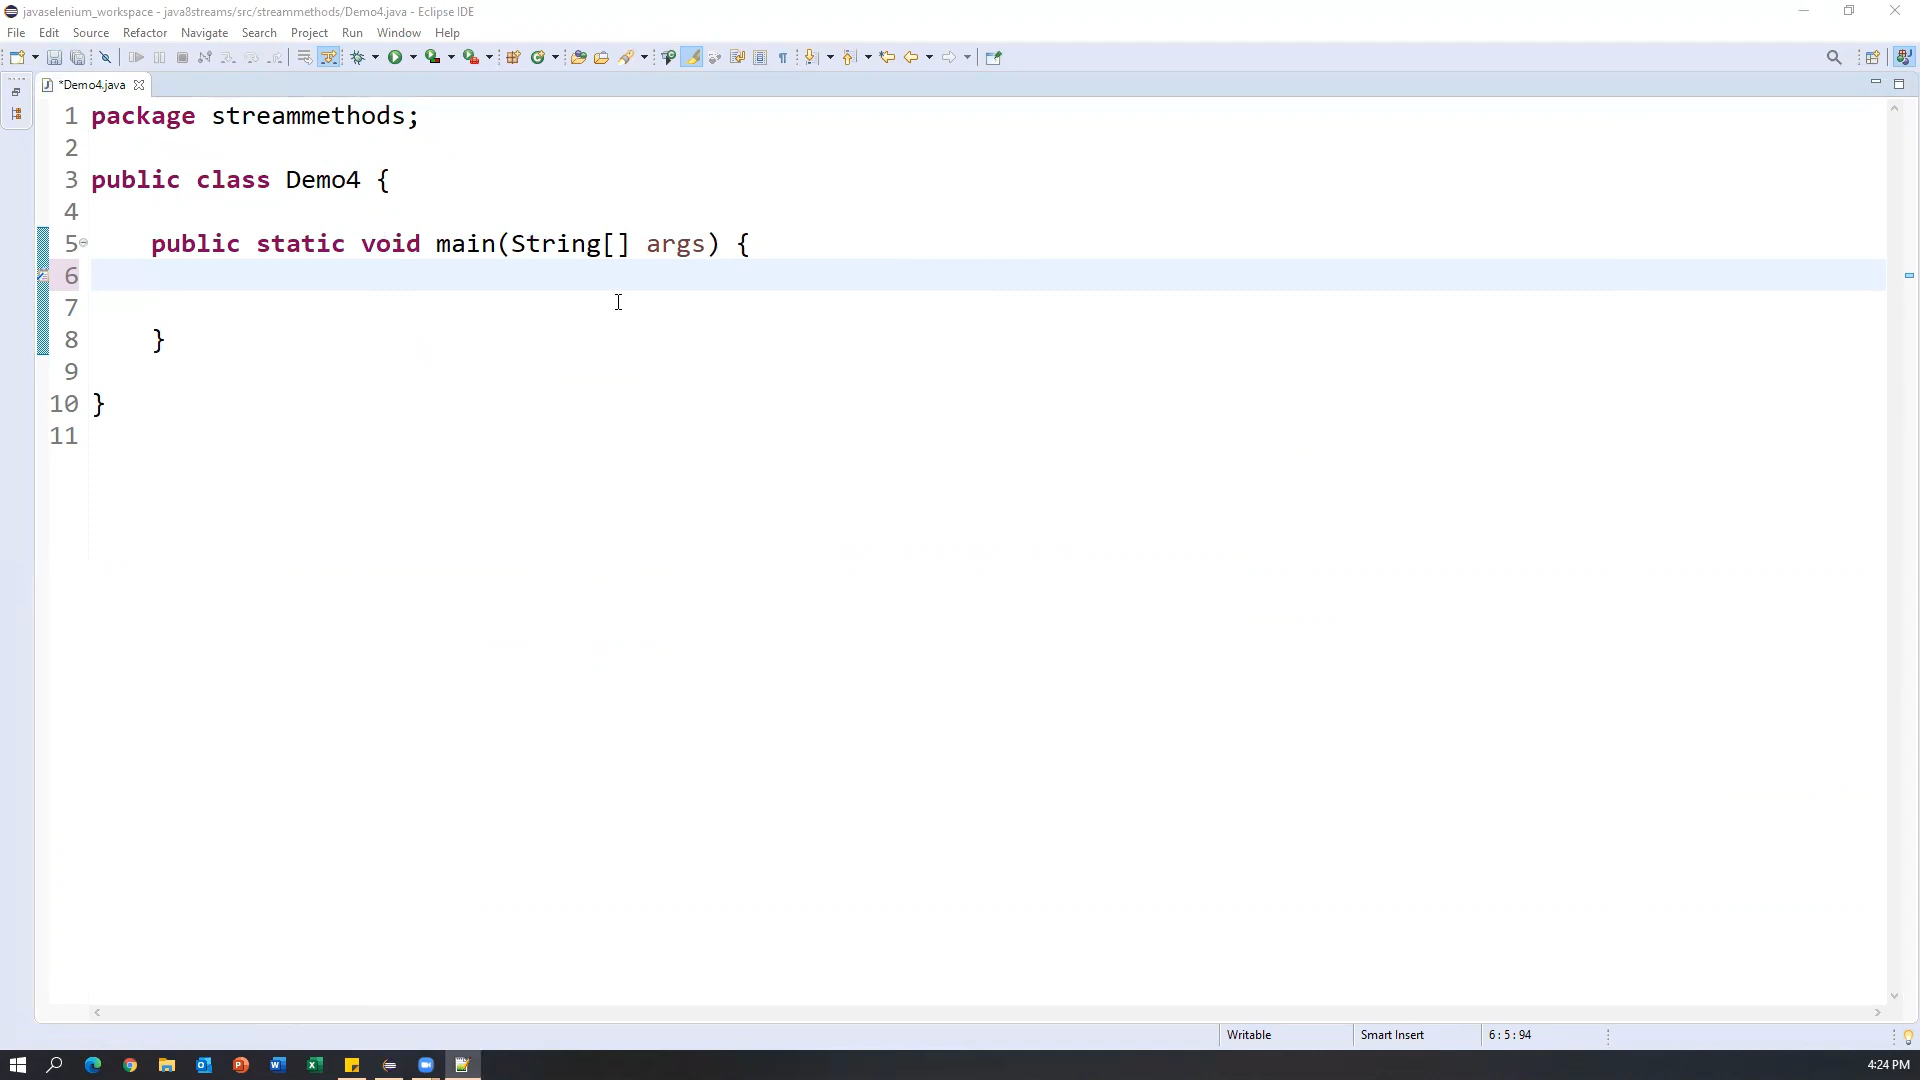 javaselenium_workspace - java8streams/src/streammethods/Demo4.java - Eclipse IDE
File Edit Source Refactor Navigate Search Project Run Window Help
*Demo4.java
1 package streammethods;
2
3 public class Demo4 {
4
5 public static void main(String[] args) {
6
7
8 }
9
10 }
11
Writable Smart Insert 6 : 5 : 94
4:24 PM